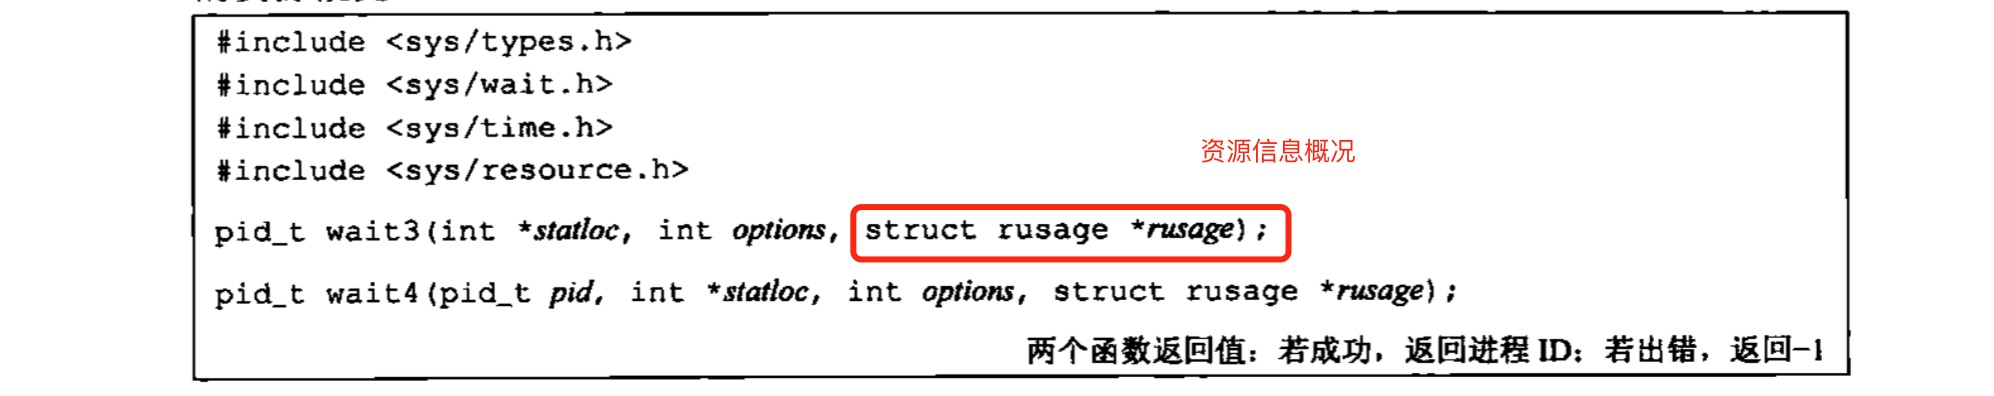 #include <sys/types.h>
#include <sys/wait.h>
#include <sys/time.h>
#include <sys/resource.h>
资源信息概况
pid_t wait3(int *statloc, int options, struct rusage *rusage);
pid_t wait4(pid_t pid, int *statloc, int options, struct rusage *rusage);
两个函数返回值：若成功，返回进程 ID；若出错，返回-1